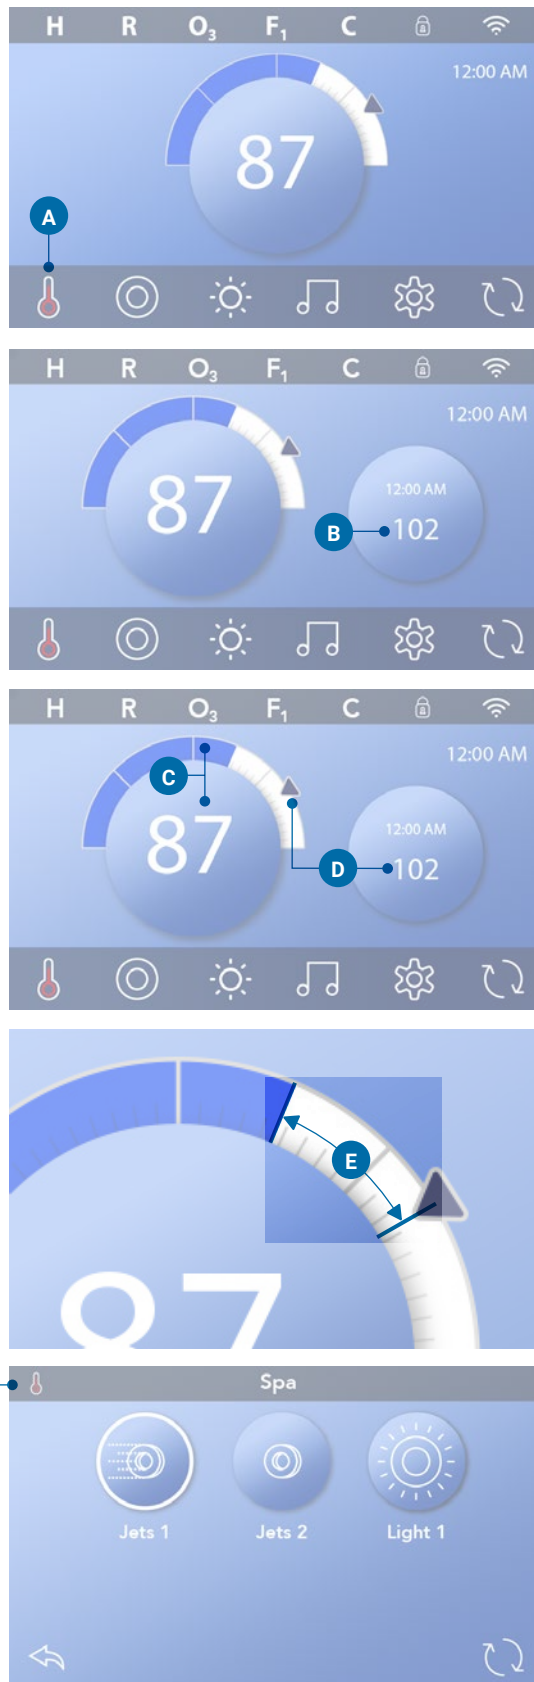 H R O₃ F₁ C
12:00 AM
87
A
H R O₃ F₁ C
12:00 AM
87
12:00 AM
B
102
H R O₃ F₁ C
12:00 AM
C
87
12:00 AM
D
102
E
87
Spa
Jets 1 Jets 2 Light 1